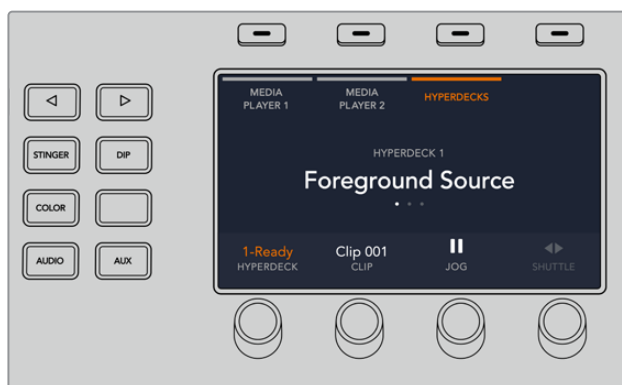 MEDIA
PLAYER 1
MEDIA
PLAYER 2
HYPERDECKS
STINGER
DIP
HYPERDECK 1
Foreground Source
COLOR
AUDIO
AUX
1-Ready
HYPERDECK
Clip 001
CLIP
JOG
SHUTTLE